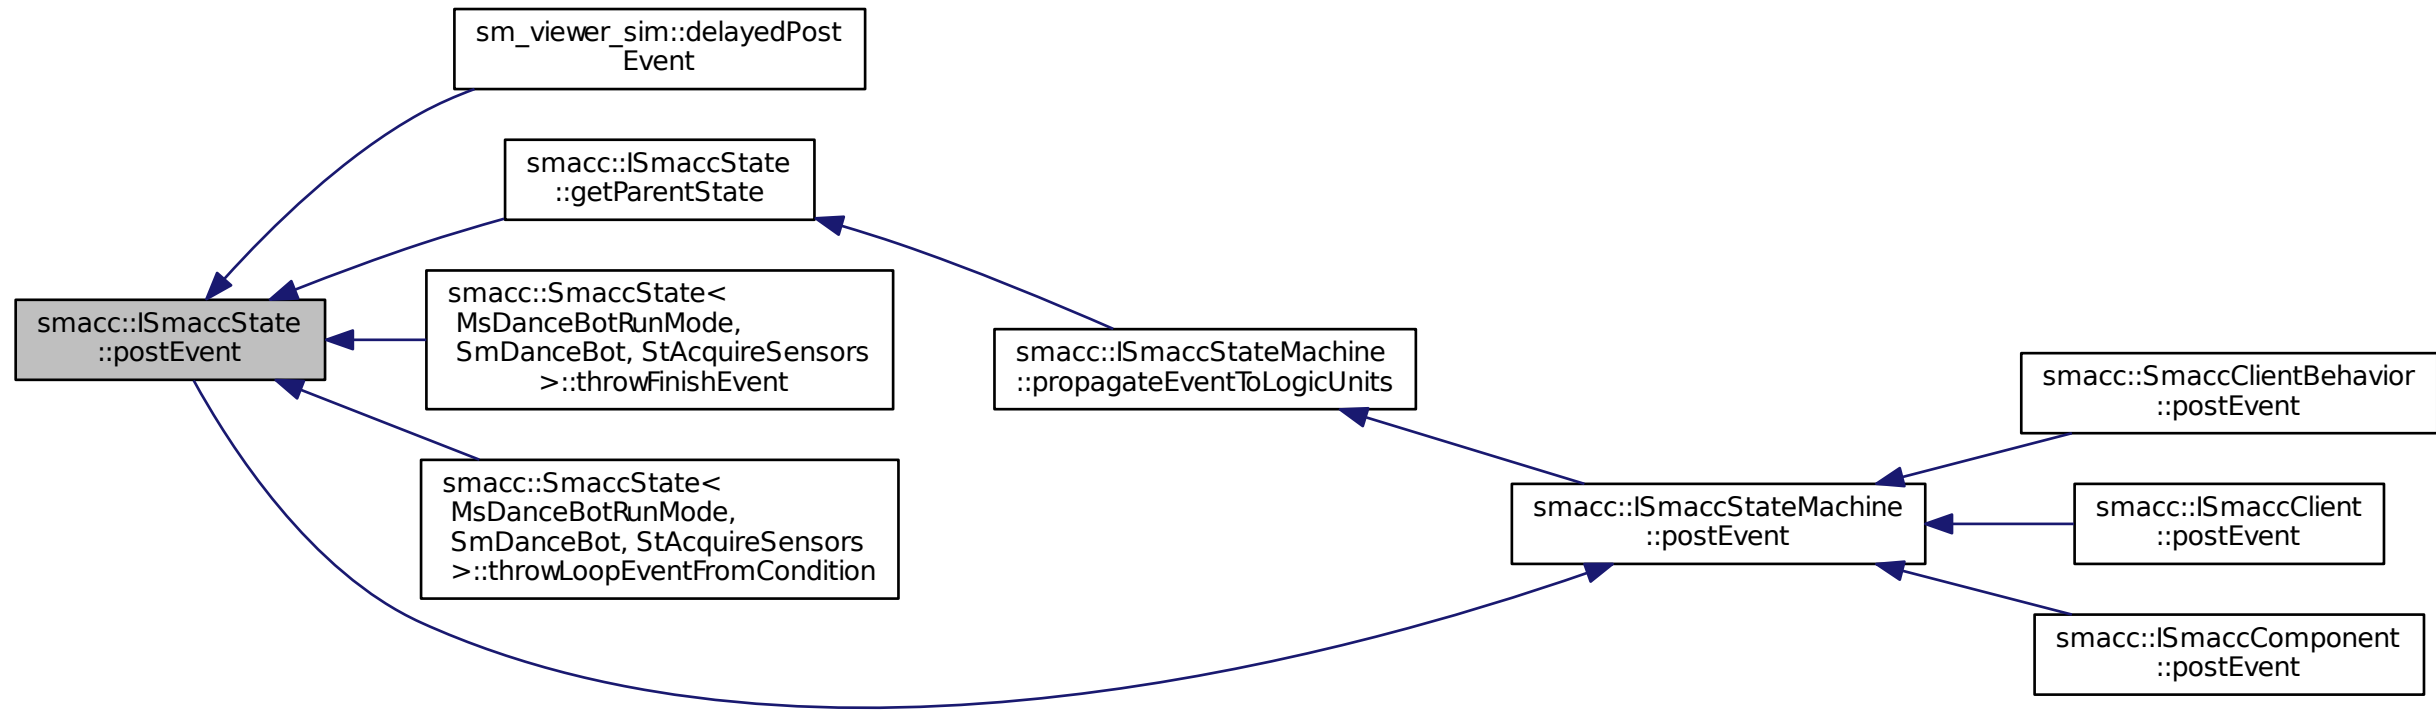 sm_viewer_sim::delayedPost
Event
smacc::ISmaccState
::getParentState
smacc::SmaccState<
MsDanceBotRunMode,
SmDanceBot, StAcquireSensors
>::throwFinishEvent
smacc::ISmaccState
::postEvent
smacc::SmaccState<
MsDanceBotRunMode,
SmDanceBot, StAcquireSensors
>::throwLoopEventFromCondition
smacc::ISmaccStateMachine
::propagateEventToLogicUnits
smacc::ISmaccStateMachine
::postEvent
smacc::SmaccClientBehavior
::postEvent
smacc::ISmaccClient
::postEvent
smacc::ISmaccComponent
::postEvent